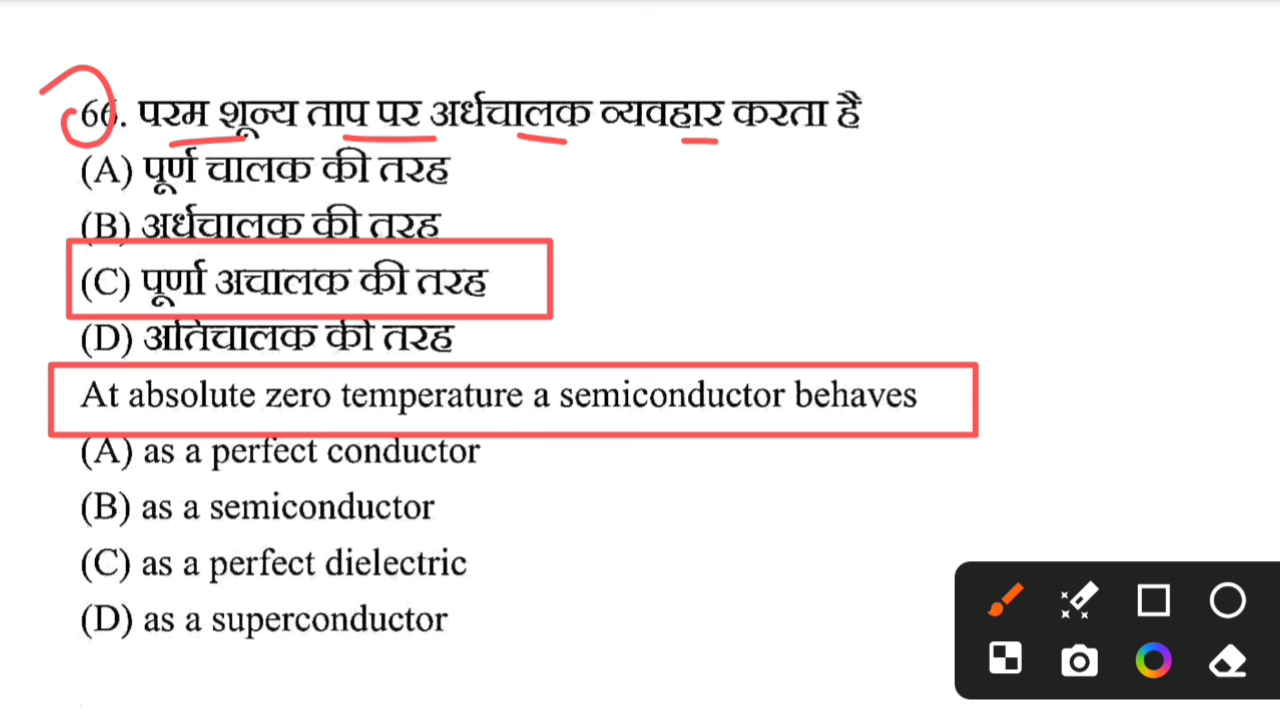 66. परम शून्य ताप पर अर्धचालक व्यवहार करता है
(A) पूर्ण चालक की तरह
(B) अर्धचालक की तरह
(C) पूर्णा अचालक की तरह
(D) अतिचालक की तरह
At absolute zero temperature a semiconductor behaves
(A) as a perfect conductor
(B) as a semiconductor
(C) as a perfect dielectric
(D) as a superconductor